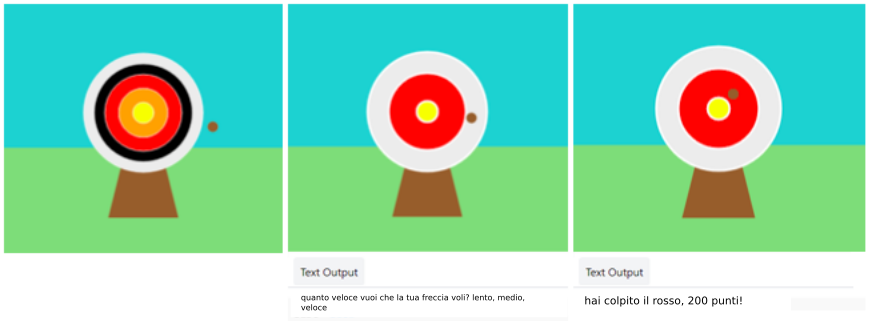 Text Output
quanto veloce vuoi che la tua freccia voli? lento, medio,
veloce
Text Output
hai colpito il rosso, 200 punti!